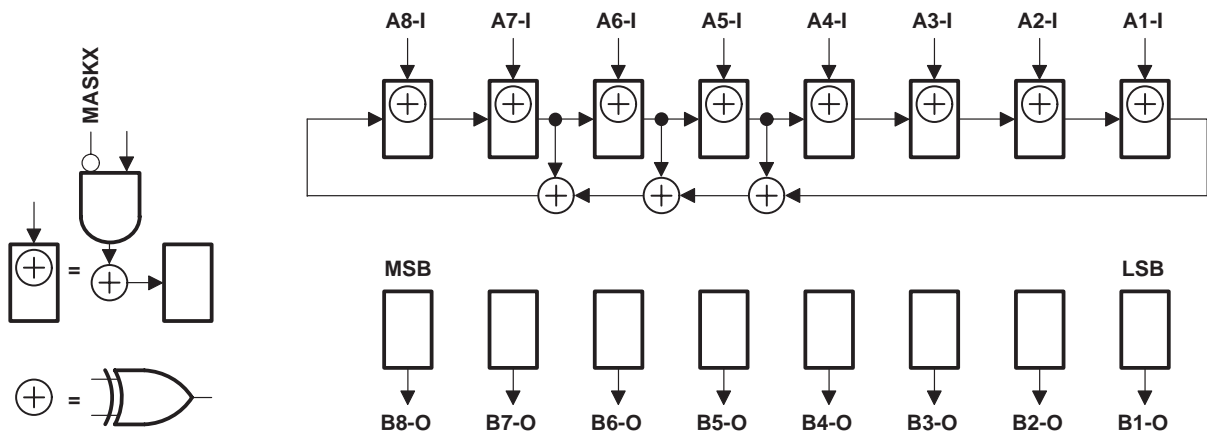 A8-I A7-I A6-I A5-I A4-I A3-I A2-I A1-I
MASKX
=
MSB LSB
=
B8-O B7-O B6-O B5-O B4-O B3-O B2-O B1-O